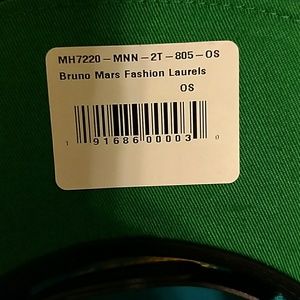 MH7220-MNN-2T-805-OS
Bruno Mars Fashion Laurels
OS
1 91686 00003 0